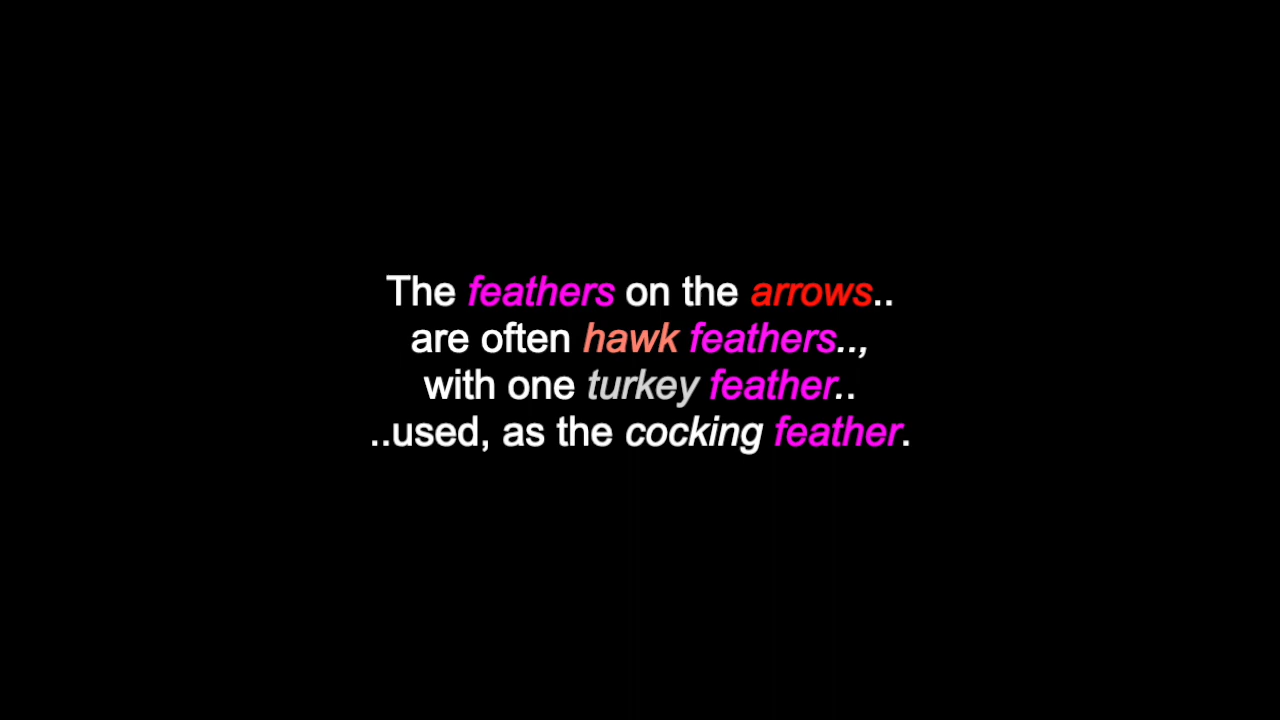 The feathers on the arrows..
are often hawk feathers..,
with one turkey feather..
..used, as the cocking feather.